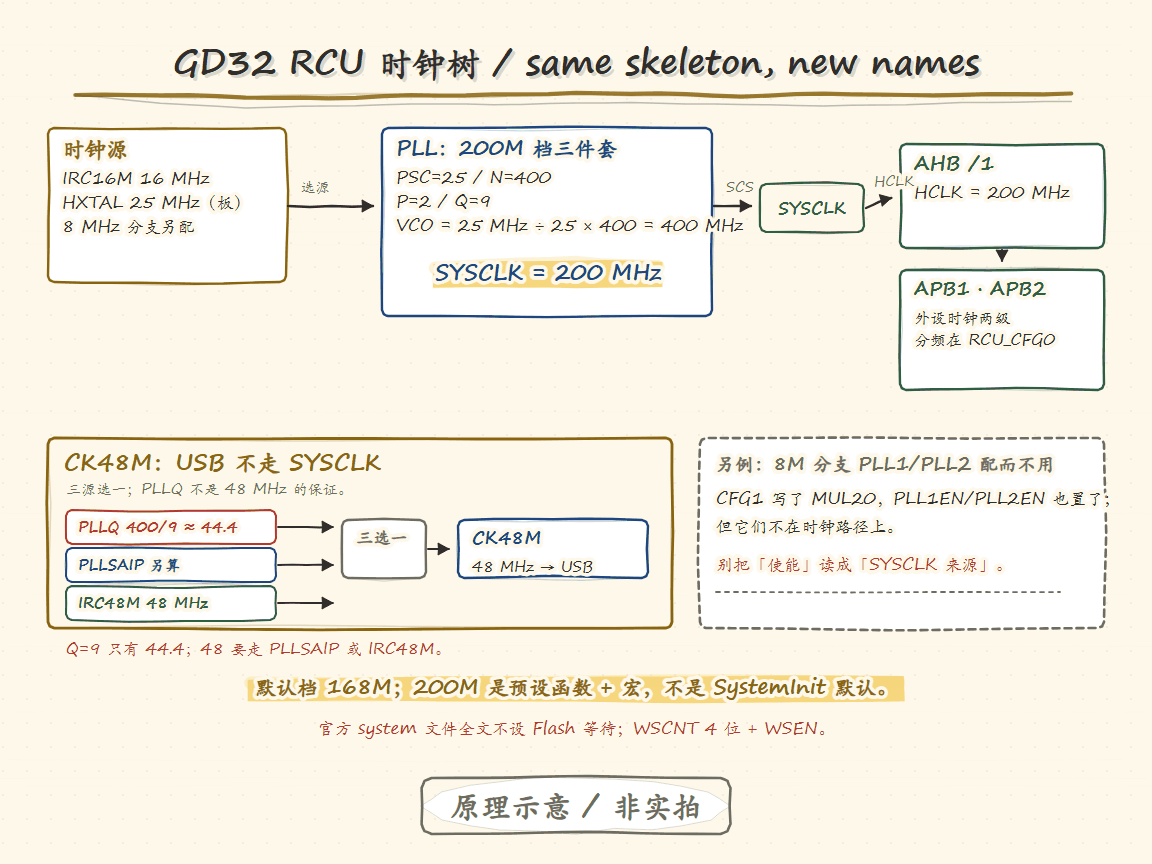 GD32 RCU 时钟树 / same skeleton, new names
时钟源
IRC16M 16 MHz
HXTAL 25 MHz（板）
8 MHz 分支另配
选源
PLL：200M 档三件套
PSC=25 / N=400
P=2 / Q=9
VCO = 25 MHz ÷ 25 × 400 = 400 MHz
SYSCLK = 200 MHz
SCS
SYSCLK
HCLK
AHB /1
HCLK = 200 MHz
APB1 · APB2
外设时钟两级
分频在 RCU_CFG0
CK48M：USB 不走 SYSCLK
三源选一；PLLQ 不是 48 MHz 的保证。
PLLQ 400/9 ≈ 44.4
PLLSAIP 另算
IRC48M 48 MHz
三选一
CK48M
48 MHz → USB
Q=9 只有 44.4；48 要走 PLLSAIP 或 IRC48M。
另例：8M 分支 PLL1/PLL2 配而不用
CFG1 写了 MUL20，PLL1EN/PLL2EN 也置了；
但它们不在时钟路径上。
别把「使能」读成「SYSCLK 来源」。
默认档 168M；200M 是预设函数 + 宏，不是 SystemInit 默认。
官方 system 文件全文不设 Flash 等待；WSCNT 4 位 + WSEN。
原理示意 / 非实拍